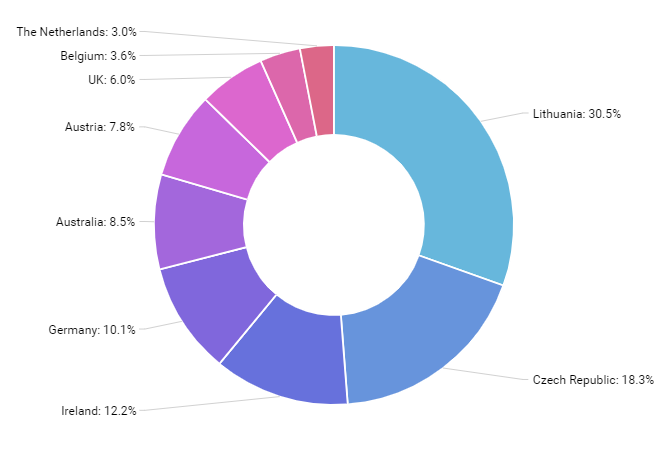 The Netherlands: 3.0%
Belgium: 3.6%
UK: 6.0%
Lithuania: 30.5%
Austria: 7.8%
Australia: 8.5%
Germany: 10.1%
Czech Republic: 18.3%
Ireland: 12.2%